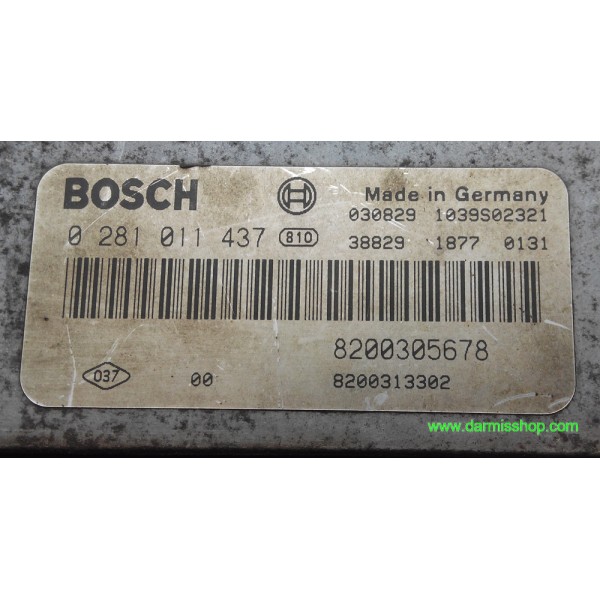 BOSCH Made in Germany
030829 1039S02321
0 281 011 437 810 38829 1877 0131
8200305678
037 00 8200313302
www.darmisshop.com